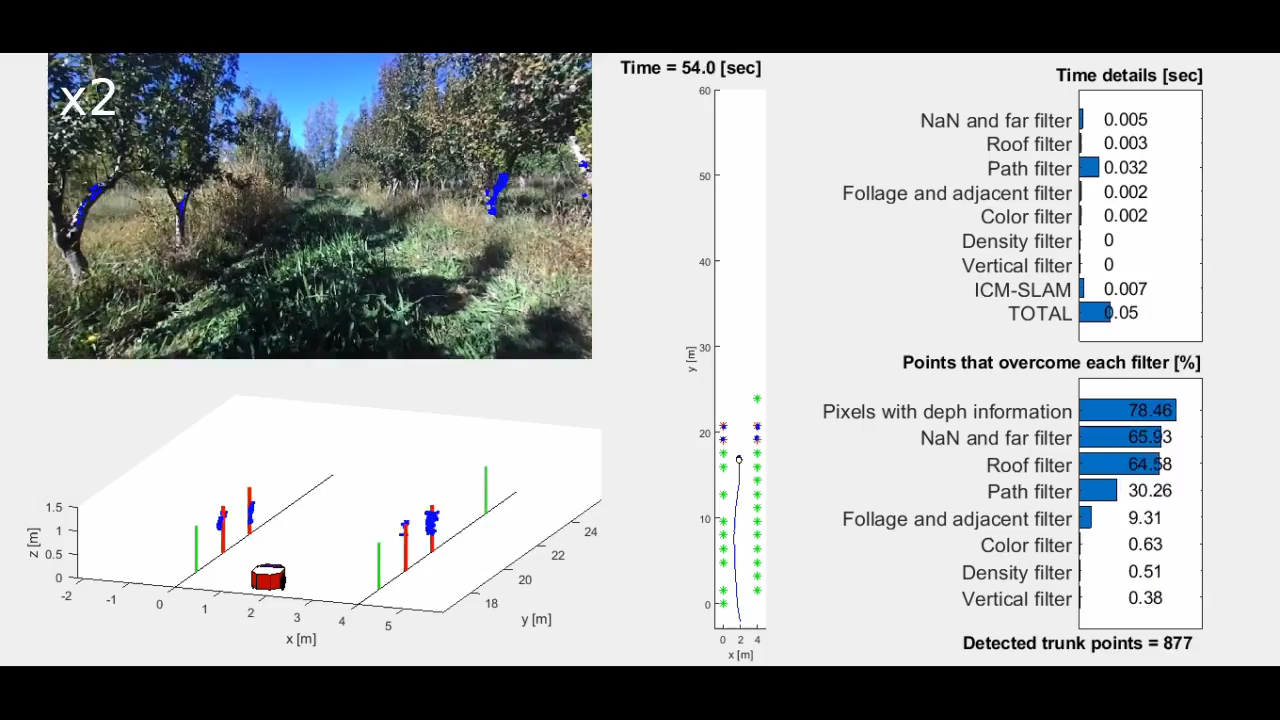 x2
Time = 54.0 [sec]
60
50
40
30
20
10
0
y [m]
0 2 4
x [m]
Time details [sec]
NaN and far filter 0.005
Roof filter 0.003
Path filter 0.032
Follage and adjacent filter 0.002
Color filter 0.002
Density filter 0
Vertical filter 0
ICM-SLAM 0.007
TOTAL 0.05
Points that overcome each filter [%]
Pixels with deph information 78.46
NaN and far filter 65.93
Roof filter 64.58
Path filter 30.26
Follage and adjacent filter 9.31
Color filter 0.63
Density filter 0.51
Vertical filter 0.38
Detected trunk points = 877
1.5
1
0.5
0
z [m]
-2 -1 0 1 2 3 4 5
x [m]
18 20 22 24
y [m]